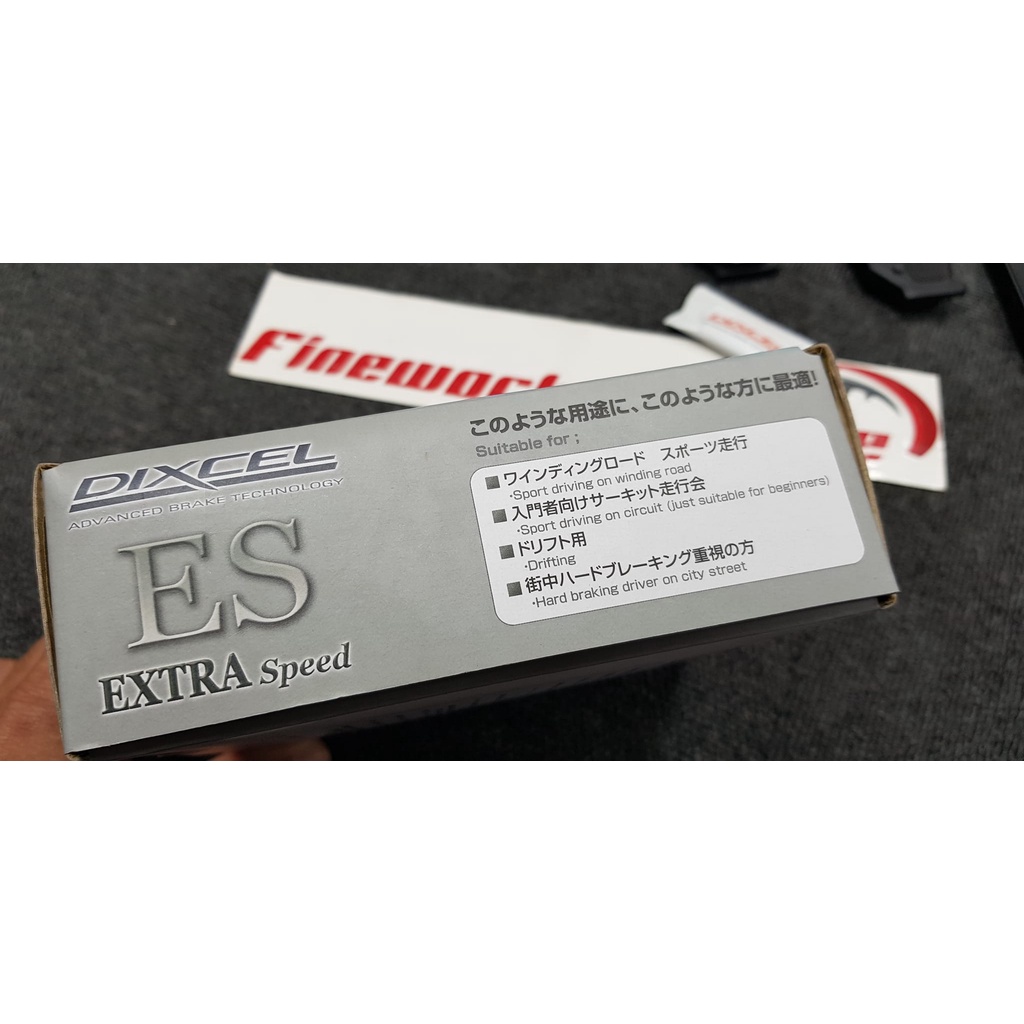 Finework
DIXCEL
ADVANCED BRAKE TECHNOLOGY
ES
EXTRA Speed
このような用途に、このような方に最適!
Suitable for ;
■ワインディングロード スポーツ走行
・Sport driving on winding road
■入門者向けサーキット走行会
・Sport driving on circuit (just suitable for beginners)
■ドリフト用
・Drifting
■街中ハードブレーキング重視の方
・Hard braking driver on city street